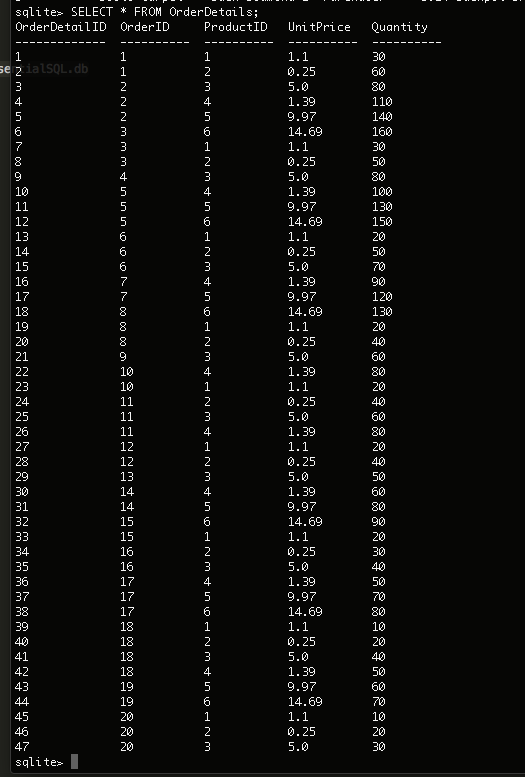 sqlite> SELECT * FROM OrderDetails;
OrderDetailID  OrderID     ProductID   UnitPrice   Quantity
-------------  ----------  ----------  ----------  ----------
1              1           1           1.1         30
2              1           2           0.25        60
3              2           3           5.0         80
4              2           4           1.39        110
5              2           5           9.97        140
6              3           6           14.69       160
7              3           1           1.1         30
8              3           2           0.25        50
9              4           3           5.0         80
10             5           4           1.39        100
11             5           5           9.97        130
12             5           6           14.69       150
13             6           1           1.1         20
14             6           2           0.25        50
15             6           3           5.0         70
16             7           4           1.39        90
17             7           5           9.97        120
18             8           6           14.69       130
19             8           1           1.1         20
20             8           2           0.25        40
21             9           3           5.0         60
22             10          4           1.39        80
23             10          1           1.1         20
24             11          2           0.25        40
25             11          3           5.0         60
26             11          4           1.39        80
27             12          1           1.1         20
28             12          2           0.25        40
29             13          3           5.0         50
30             14          4           1.39        60
31             14          5           9.97        80
32             15          6           14.69       90
33             15          1           1.1         20
34             16          2           0.25        30
35             16          3           5.0         40
36             17          4           1.39        50
37             17          5           9.97        70
38             17          6           14.69       80
39             18          1           1.1         10
40             18          2           0.25        20
41             18          3           5.0         40
42             18          4           1.39        50
43             19          5           9.97        60
44             19          6           14.69       70
45             20          1           1.1         10
46             20          2           0.25        20
47             20          3           5.0         30
sqlite>